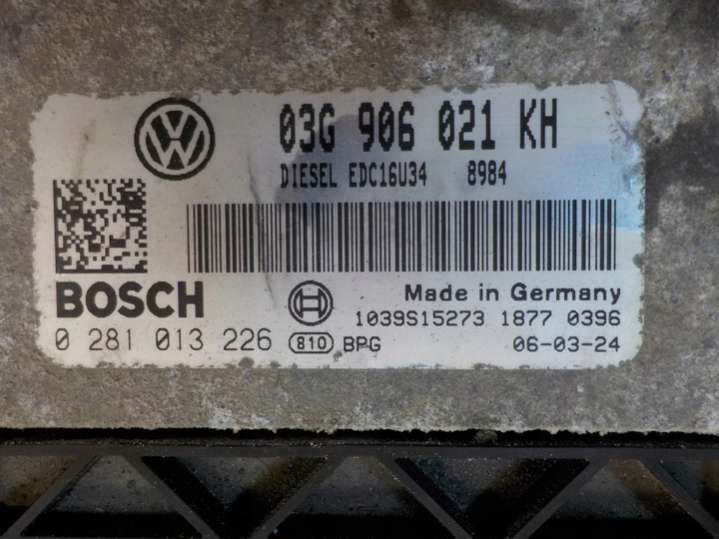 VW
03G 906 021 KH
DIESEL EDC16U34 8984
BOSCH
Made in Germany
1039S15273 1877 0396
0 281 013 226 810 BPG 06-03-24